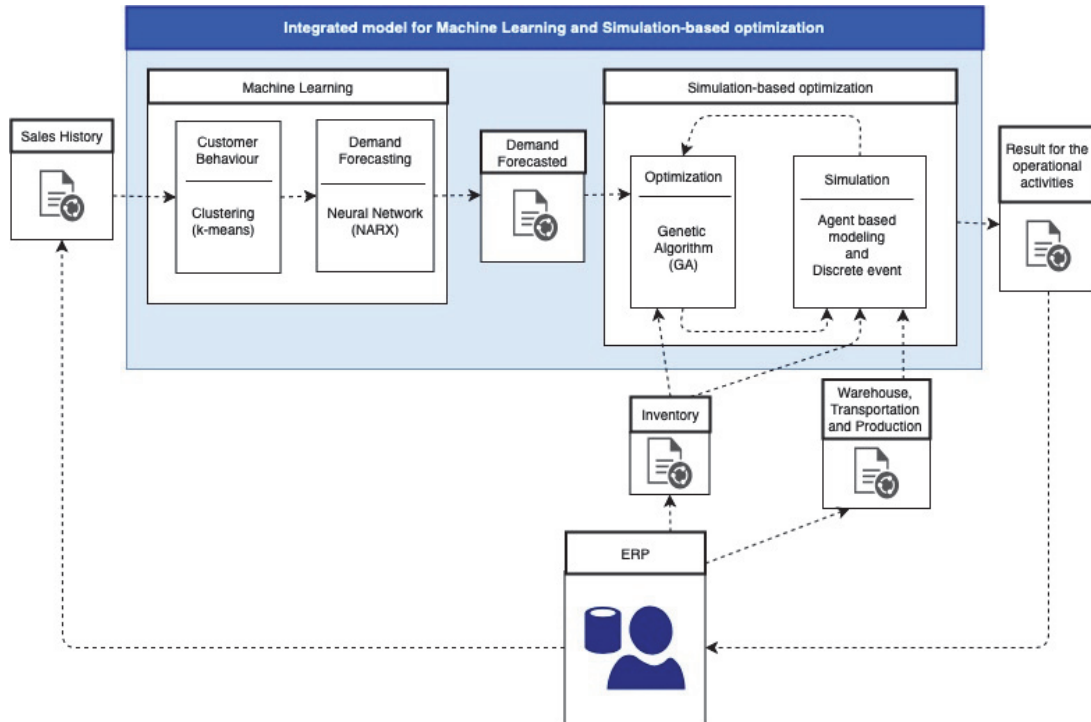 Integrated model for Machine Learning and Simulation-based optimization
Machine Learning
Simulation-based optimization
Sales History
Customer
Behaviour
Clustering
(k-means)
Demand
Forecasting
Neural Network
(NARX)
Demand
Forecasted
Optimization
Genetic
Algorithm
(GA)
Simulation
Agent based
modeling
and
Discrete event
Result for the
operational
activities
Inventory
Warehouse,
Transportation
and Production
ERP